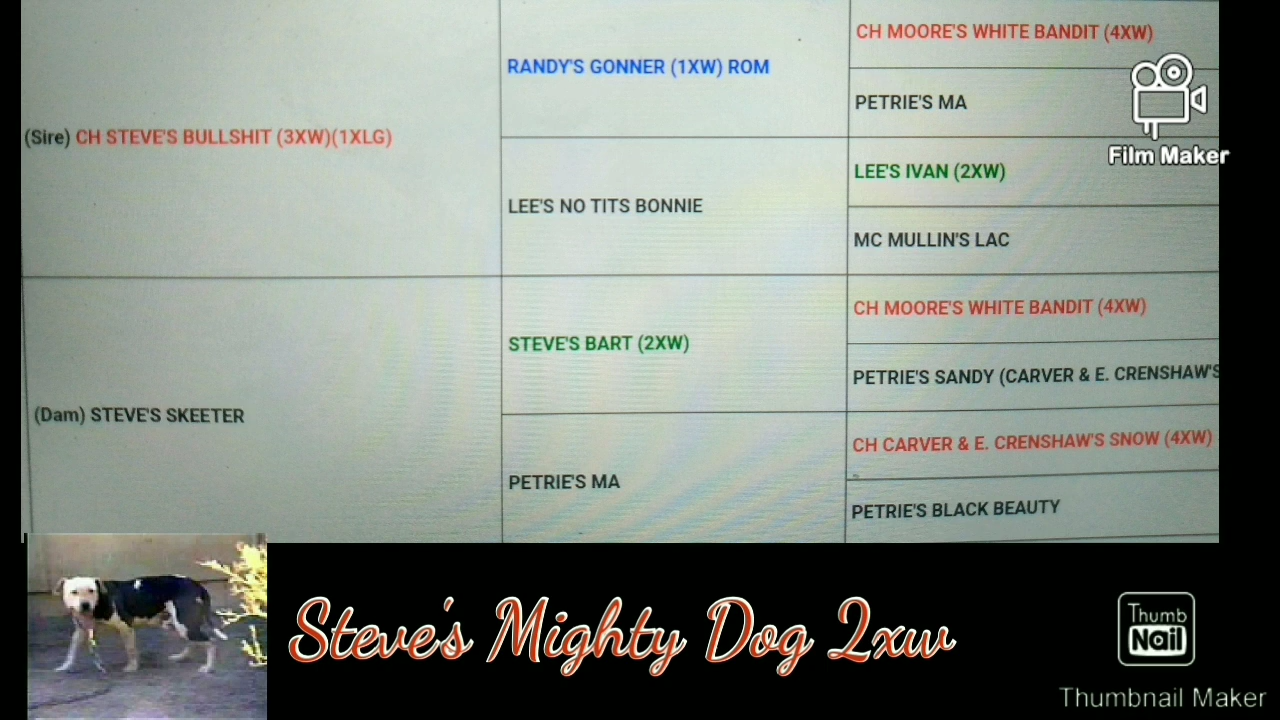 CH MOORE'S WHITE BANDIT (4XW)
RANDY'S GONNER (1XW) ROM
PETRIE'S MA
(Sire) CH STEVE'S BULLSHIT (3XW)(1XLG)
LEE'S IVAN (2XW)
LEE'S NO TITS BONNIE
MC MULLIN'S LAC
CH MOORE'S WHITE BANDIT (4XW)
STEVE'S BART (2XW)
PETRIE'S SANDY (CARVER & E. CRENSHAW'S
(Dam) STEVE'S SKEETER
CH CARVER & E. CRENSHAW'S SNOW (4XW)
PETRIE'S MA
PETRIE'S BLACK BEAUTY
Film Maker
Steve's Mighty Dog 2xw
Thumb
Nail
Thumbnail Maker